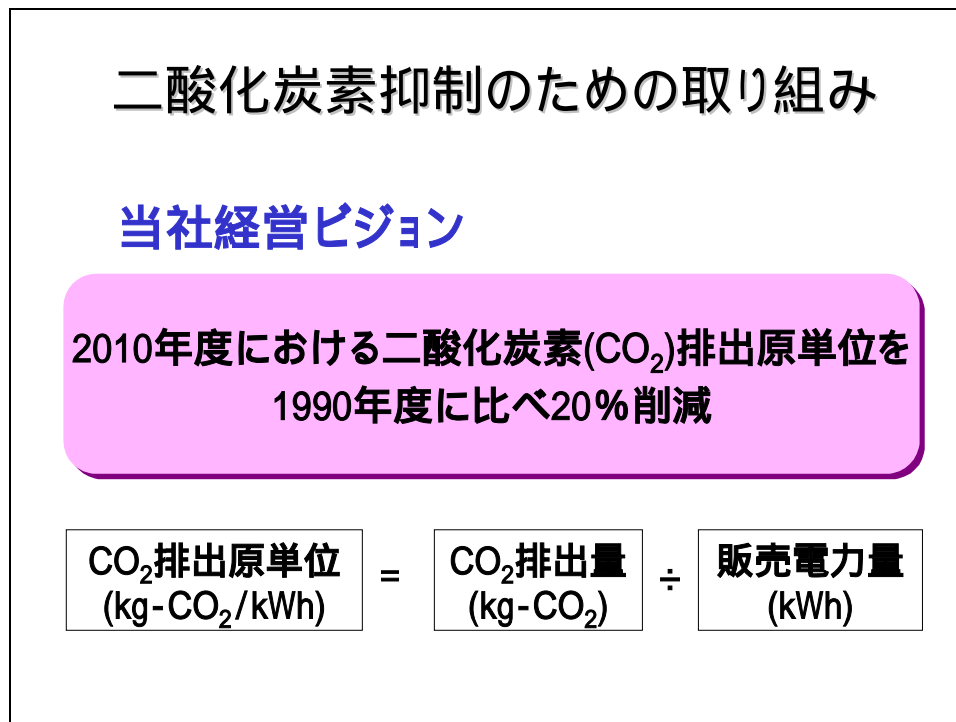 二酸化炭素抑制のための取り組み
当社経営ビジョン
2010年度における二酸化炭素(CO₂)排出原単位を
1990年度に比べ20%削減
CO₂排出原単位
(kg-CO₂/kWh)
=
CO₂排出量
(kg-CO₂)
÷
販売電力量
(kWh)